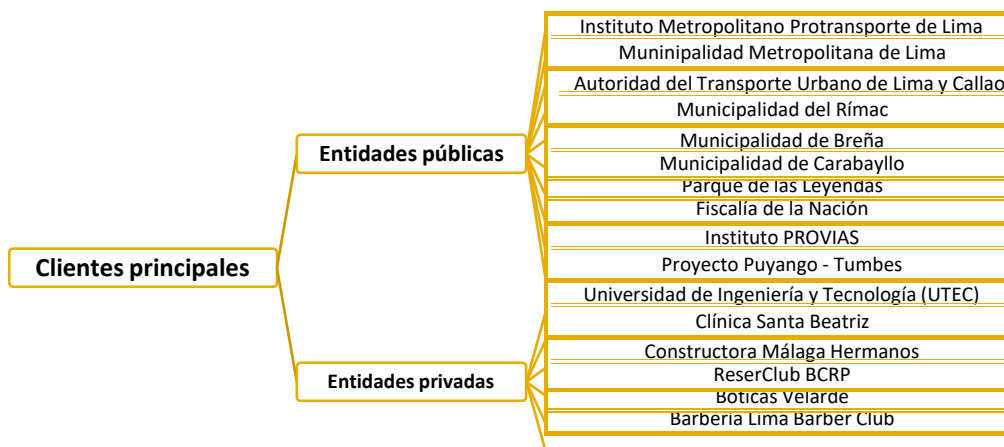 Clientes principales
Entidades públicas
Instituto Metropolitano Protransporte de Lima
Muninipalidad Metropolitana de Lima
Autoridad del Transporte Urbano de Lima y Callao
Municipalidad del Rímac
Municipalidad de Breña
Municipalidad de Carabayllo
Parque de las Leyendas
Fiscalía de la Nación
Instituto PROVIAS
Proyecto Puyango - Tumbes
Entidades privadas
Universidad de Ingeniería y Tecnología (UTEC)
Clínica Santa Beatriz
Constructora Málaga Hermanos
ReserClub BCRP
Boticas Velarde
Barbería Lima Barber Club